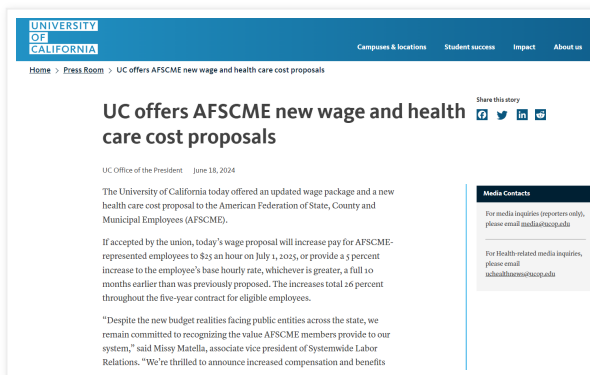 UNIVERSITY
OF
CALIFORNIA
Campuses & locations Student success Impact About us
Home > Press Room > UC offers AFSCME new wage and health care cost proposals
UC offers AFSCME new wage and health
care cost proposals
Share this story
UC Office of the President June 18, 2024
The University of California today offered an updated wage package and a new
health care cost proposal to the American Federation of State, County and
Municipal Employees (AFSCME).
If accepted by the union, today’s wage proposal will increase pay for AFSCME-
represented employees to $25 an hour on July 1, 2025, or provide a 5 percent
increase to the employee’s base hourly rate, whichever is greater, a full 10
months earlier than was previously proposed. The increases total 26 percent
throughout the five-year contract for eligible employees.
“Despite the new budget realities facing public entities across the state, we
remain committed to recognizing the value AFSCME members provide to our
system,” said Missy Matella, associate vice president of Systemwide Labor
Relations. “We’re thrilled to announce increased compensation and benefits
Media Contacts
For media inquiries (reporters only),
please email media@ucop.edu
For Health-related media inquiries,
please email
uchealthnews@ucop.edu